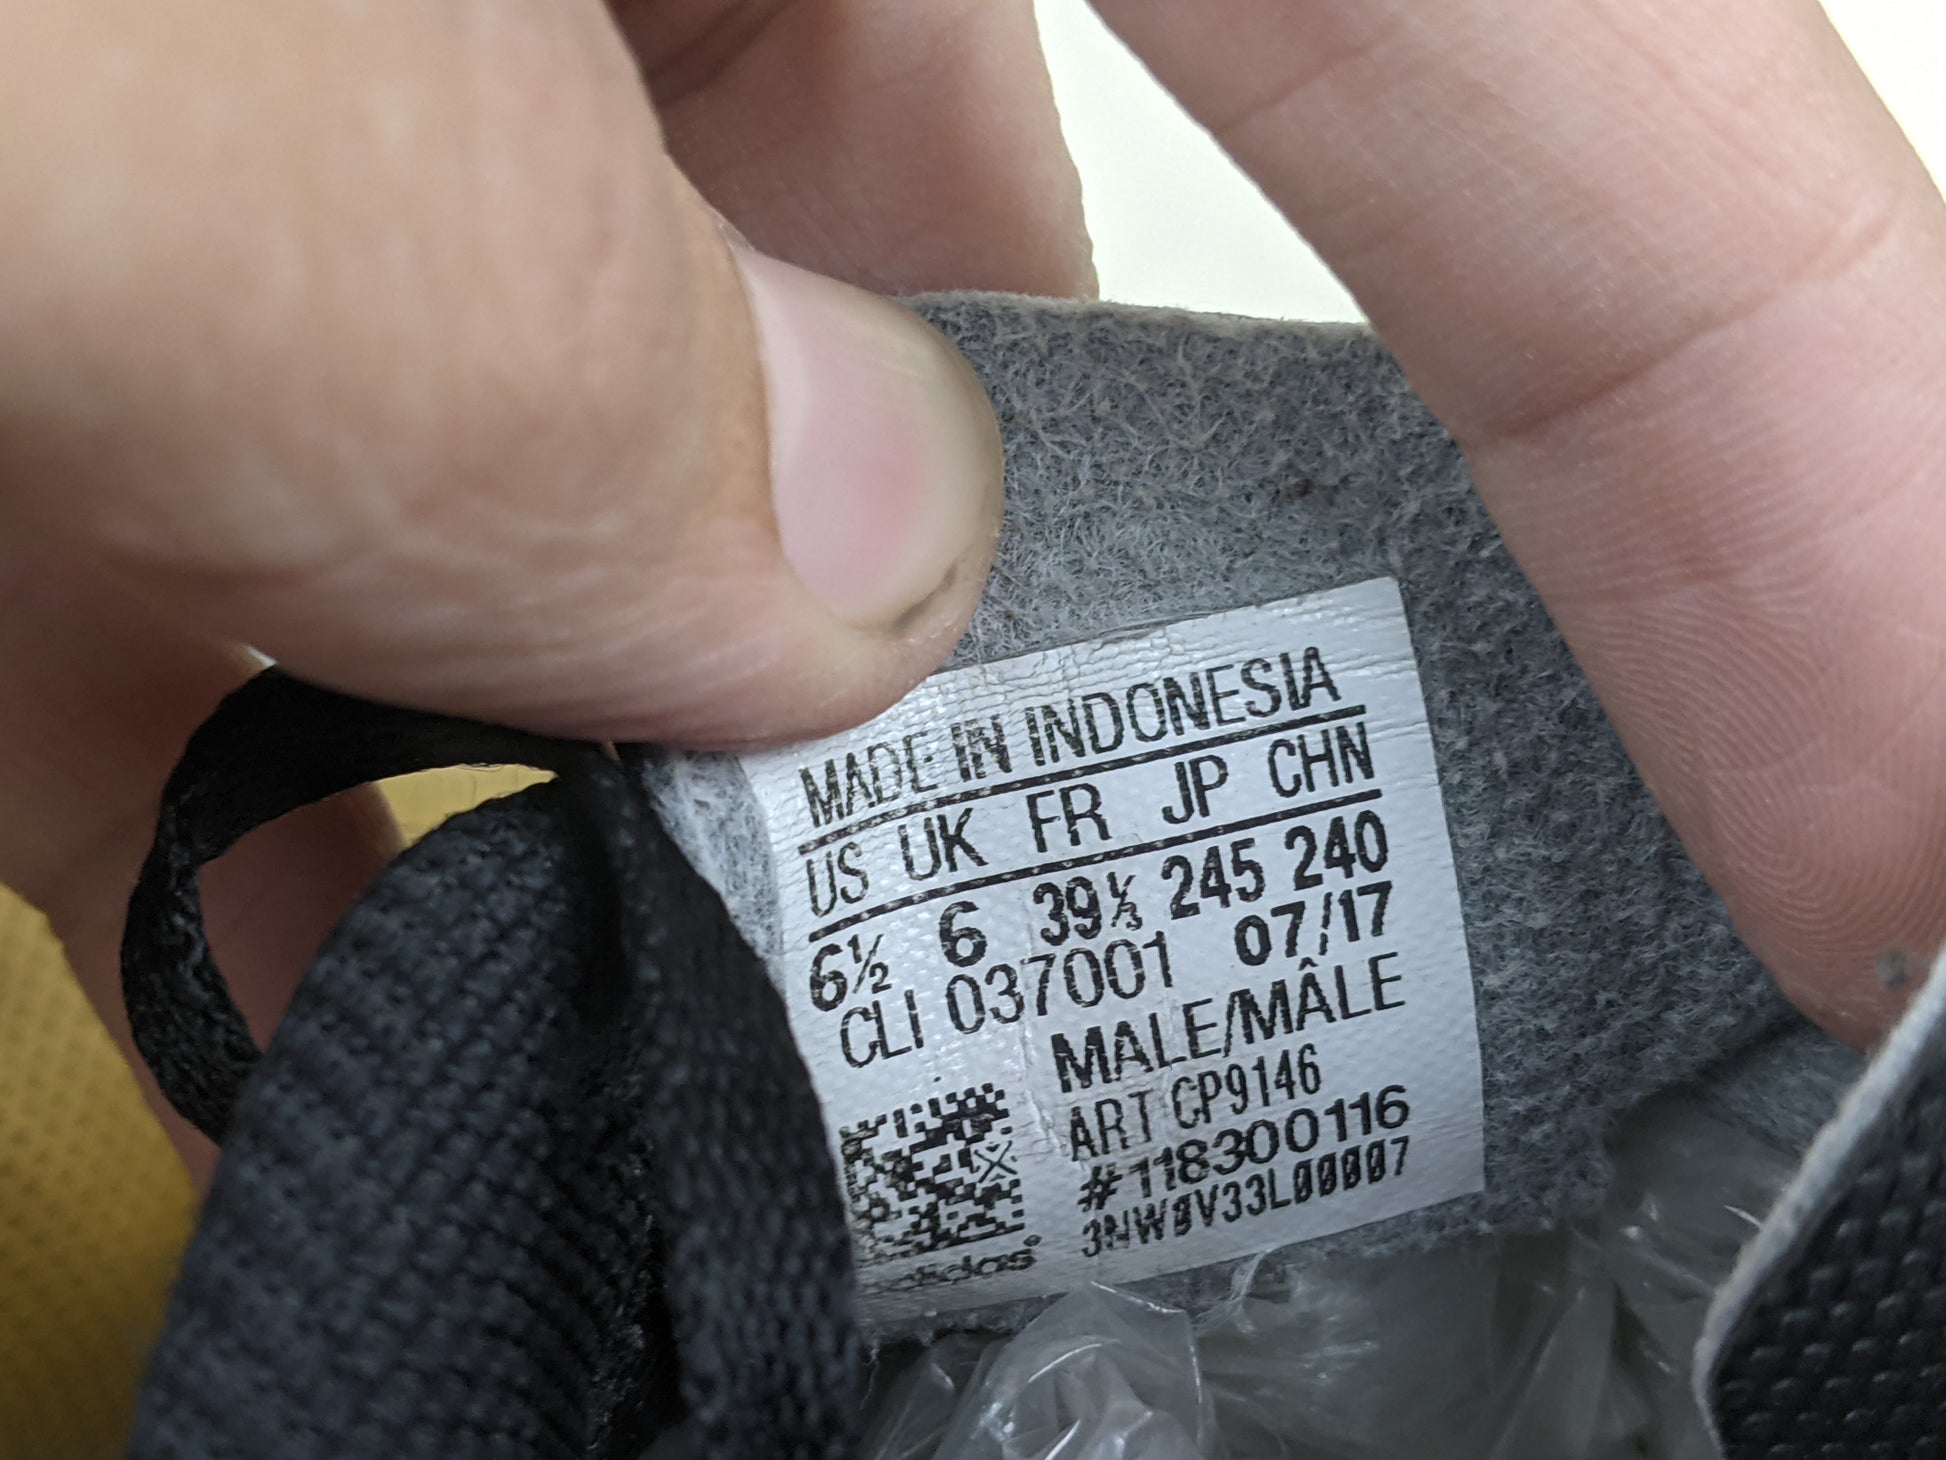 MADE IN INDONESIA
US UK FR JP CHN
6½ 6 39⅓ 245 240
CLI 037001 07/17
MALE/MÂLE
ART CP9146
#118300116
3NW0V33L00007
adidas